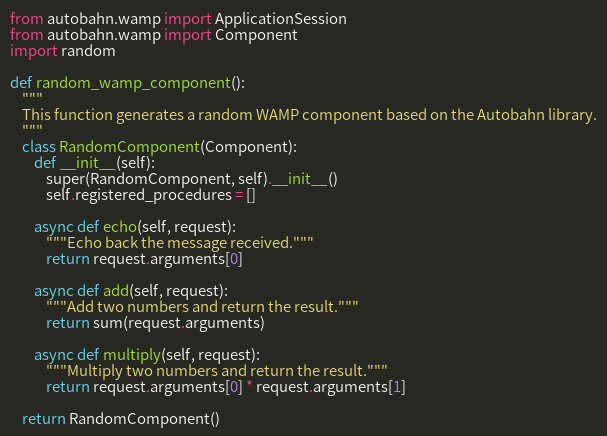 from autobahn.wamp import ApplicationSession
from autobahn.wamp import Component
import random

def random_wamp_component():
    """
    This function generates a random WAMP component based on the Autobahn library.
    """
    class RandomComponent(Component):
        def __init__(self):
            super(RandomComponent, self).__init__()
            self.registered_procedures = []

        async def echo(self, request):
            """Echo back the message received."""
            return request.arguments[0]

        async def add(self, request):
            """Add two numbers and return the result."""
            return sum(request.arguments)

        async def multiply(self, request):
            """Multiply two numbers and return the result."""
            return request.arguments[0] * request.arguments[1]

    return RandomComponent()